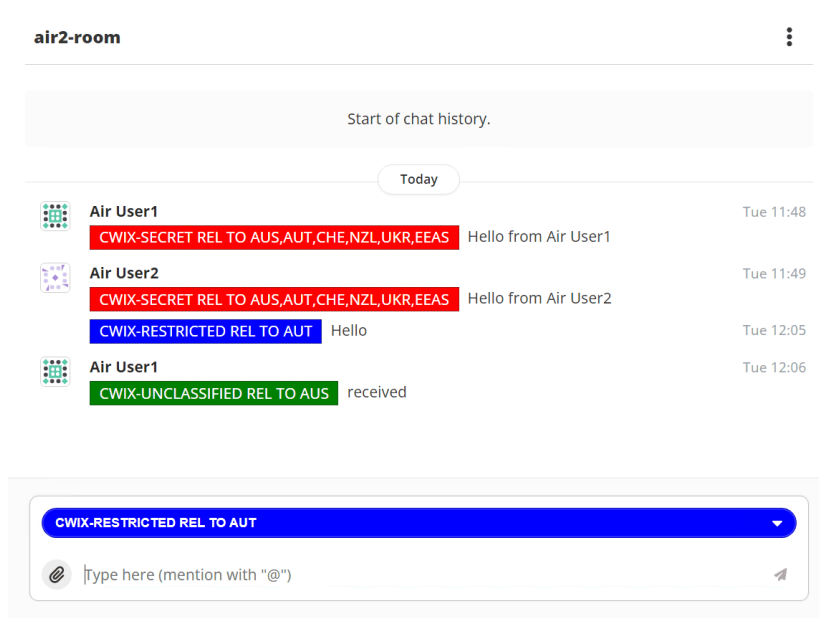 air2-room
Start of chat history.
Today
Air User1 Tue 11:48
CWIX-SECRET REL TO AUS,AUT,CHE,NZL,UKR,EEAS Hello from Air User1
Air User2 Tue 11:49
CWIX-SECRET REL TO AUS,AUT,CHE,NZL,UKR,EEAS Hello from Air User2
CWIX-RESTRICTED REL TO AUT Hello Tue 12:05
Air User1 Tue 12:06
CWIX-UNCLASSIFIED REL TO AUS received
CWIX-RESTRICTED REL TO AUT
Type here (mention with "@")